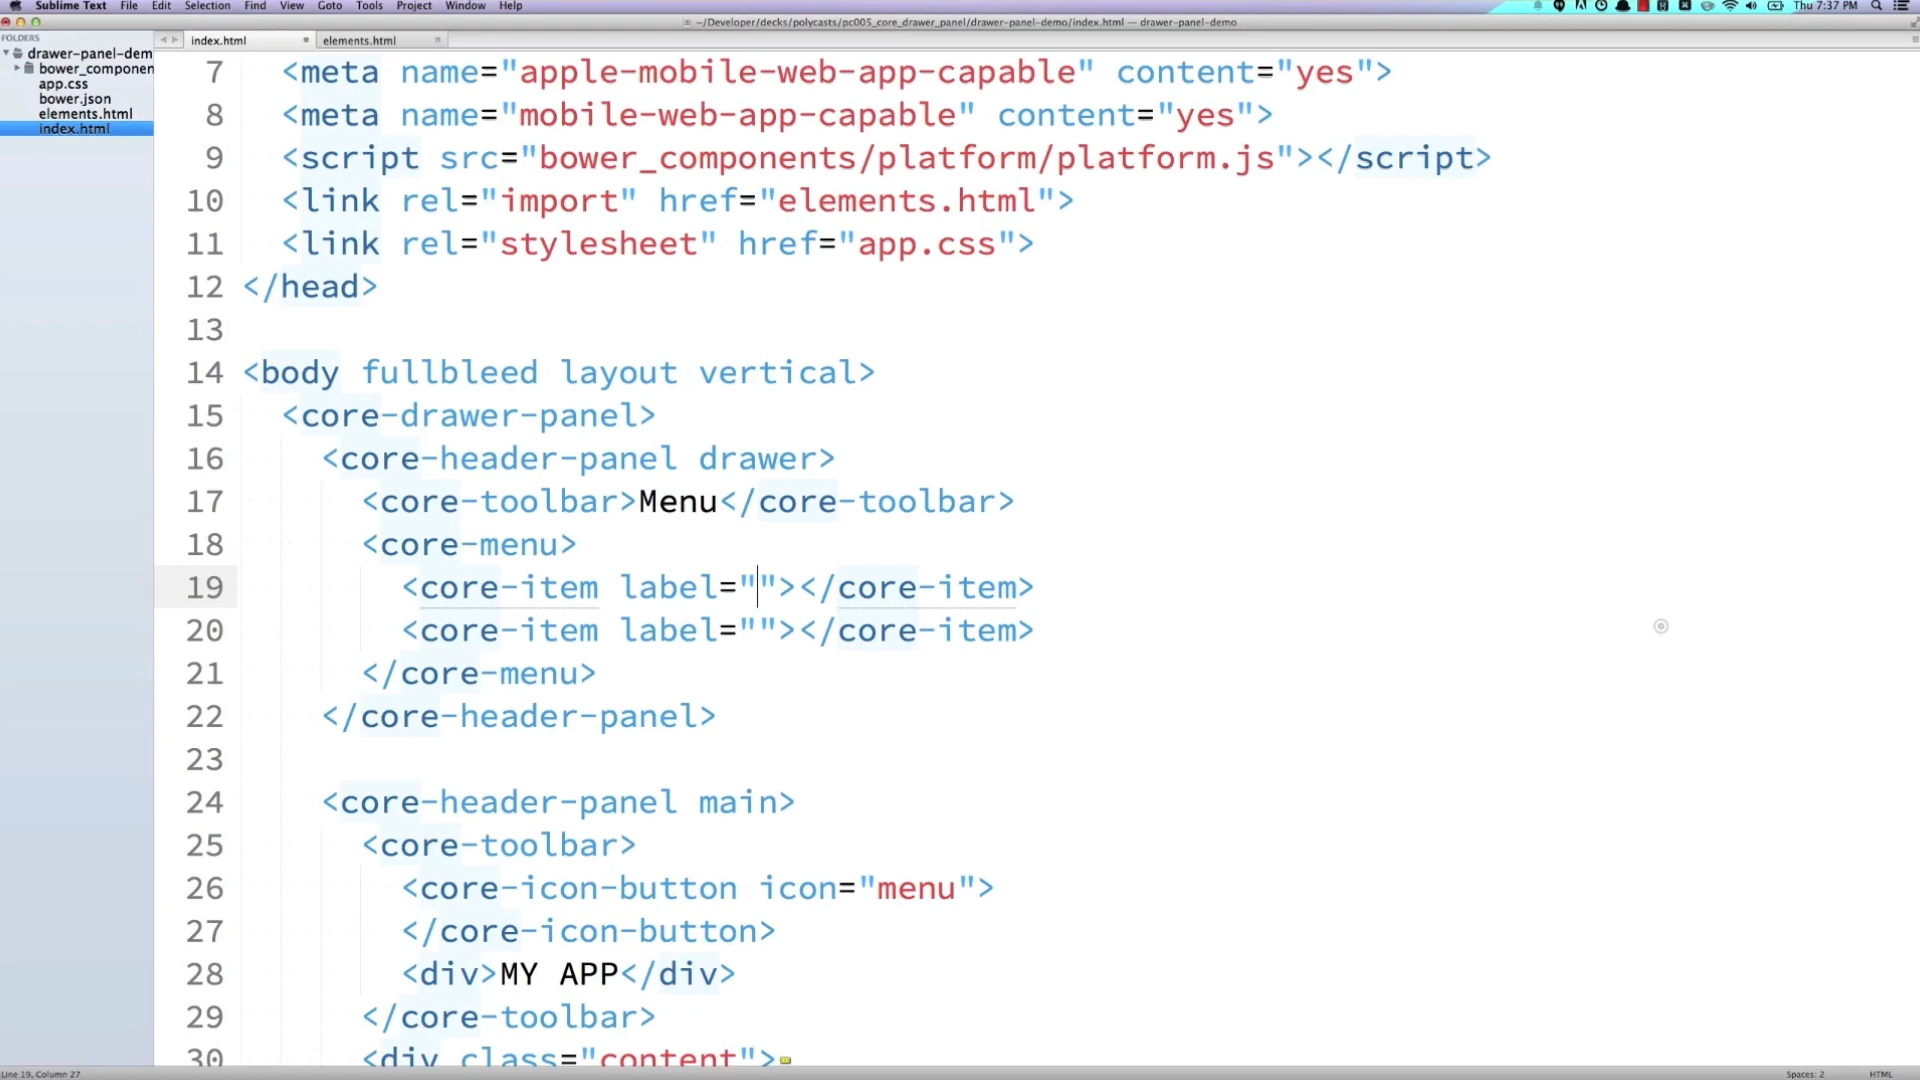 Sublime Text File Edit Selection Find View Goto Tools Project Window Help Thu 7:37 PM
~/Developer/decks/polycasts/pc005_core_drawer_panel/drawer-panel-demo/index.html — drawer-panel-demo
FOLDERS
drawer-panel-dem
bower_componen
app.css
bower.json
elements.html
index.html
index.html elements.html
7 <meta name="apple-mobile-web-app-capable" content="yes">
8 <meta name="mobile-web-app-capable" content="yes">
9 <script src="bower_components/platform/platform.js"></script>
10 <link rel="import" href="elements.html">
11 <link rel="stylesheet" href="app.css">
12 </head>
13
14 <body fullbleed layout vertical>
15 <core-drawer-panel>
16 <core-header-panel drawer>
17 <core-toolbar>Menu</core-toolbar>
18 <core-menu>
19 <core-item label=""></core-item>
20 <core-item label=""></core-item>
21 </core-menu>
22 </core-header-panel>
23
24 <core-header-panel main>
25 <core-toolbar>
26 <core-icon-button icon="menu">
27 </core-icon-button>
28 <div>MY APP</div>
29 </core-toolbar>
30 <div class="content">
Line 19, Column 27 Spaces: 2 HTML